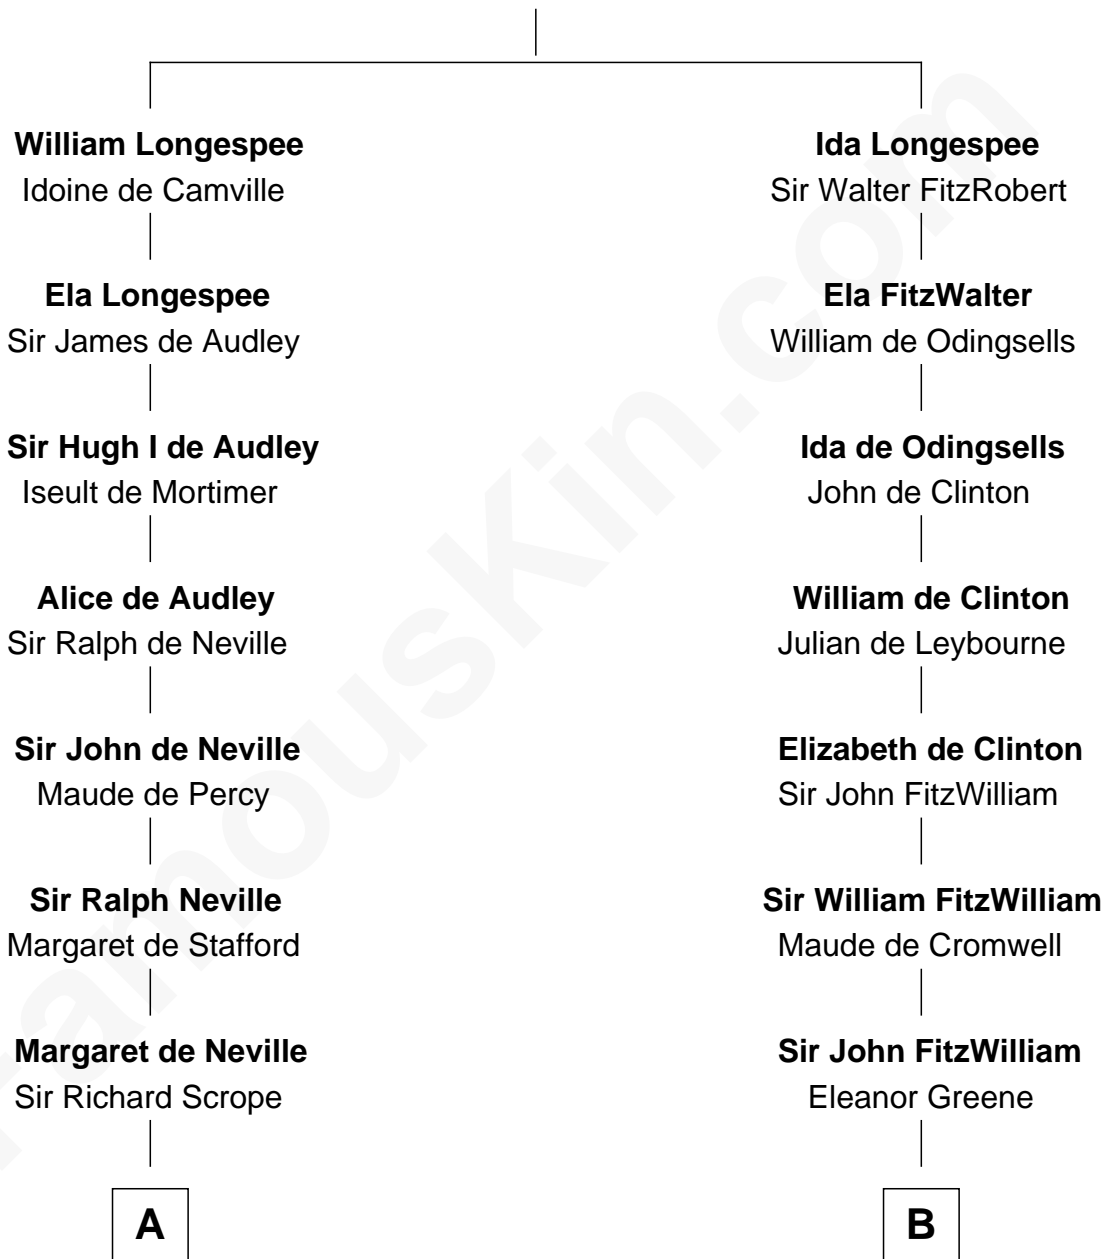 William Longespee
Idoine de Camville
Ela Longespee
Sir James de Audley
Sir Hugh I de Audley
Iseult de Mortimer
Alice de Audley
Sir Ralph de Neville
Sir John de Neville
Maude de Percy
Sir Ralph Neville
Margaret de Stafford
Margaret de Neville
Sir Richard Scrope
A
Ida Longespee
Sir Walter FitzRobert
Ela FitzWalter
William de Odingsells
Ida de Odingsells
John de Clinton
William de Clinton
Julian de Leybourne
Elizabeth de Clinton
Sir John FitzWilliam
Sir William FitzWilliam
Maude de Cromwell
Sir John FitzWilliam
Eleanor Greene
B
FamousKin.com